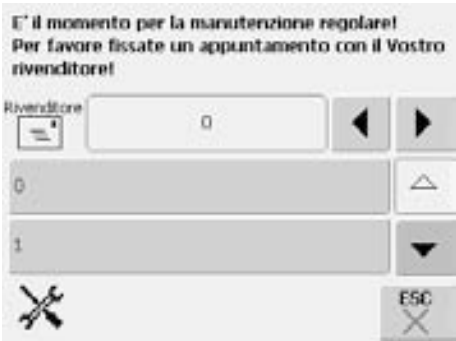 E' il momento per la manutenzione regolare!
Per favore fissate un appuntamento con il Vostro
rivenditore!
Rivenditore
0
0
1
ESC